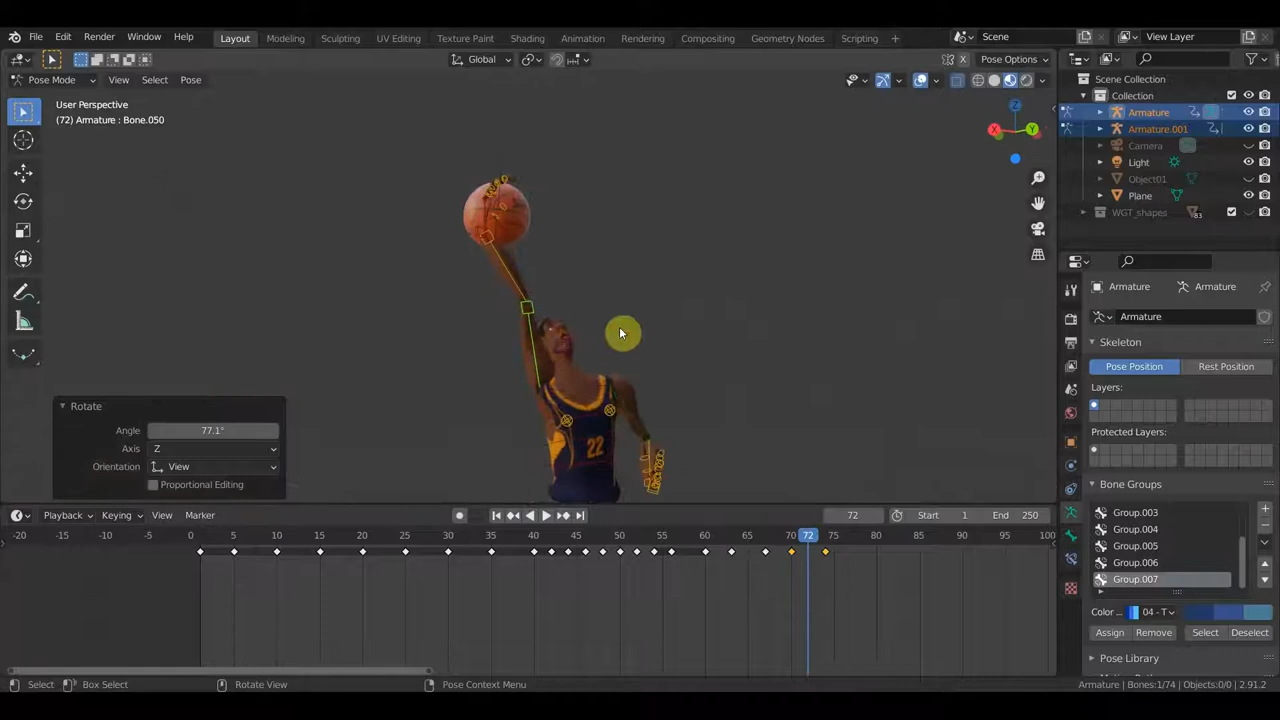 File Edit Render Window Help Layout Modeling Sculpting UV Editing Texture Paint Shading Animation Rendering Compositing Geometry Nodes Scripting + Scene View Layer
Global X Pose Options
Pose Mode View Select Pose
User Perspective
(72) Armature : Bone.050
Z
X Y
22
Rotate
Angle 77.1°
Axis Z
Orientation View
Proportional Editing
Playback Keying View Marker 72 Start 1 End 250
-20 -15 -10 -5 0 5 10 15 20 25 30 35 40 45 50 55 60 65 70 72 75 80 85 90 95 100
Select Box Select Rotate View Pose Context Menu Armature | Bones:1/74 | Objects:0/0 | 2.91.2
Scene Collection
Collection
Armature
Armature.001
Camera
Light
Object01
Plane
WGT_shapes 83
Armature Armature
Armature
Skeleton
Pose Position Rest Position
Layers:
Protected Layers:
Bone Groups
Group.003
Group.004
Group.005
Group.006
Group.007
Color ... 04 - T
Assign Remove Select Deselect
Pose Library